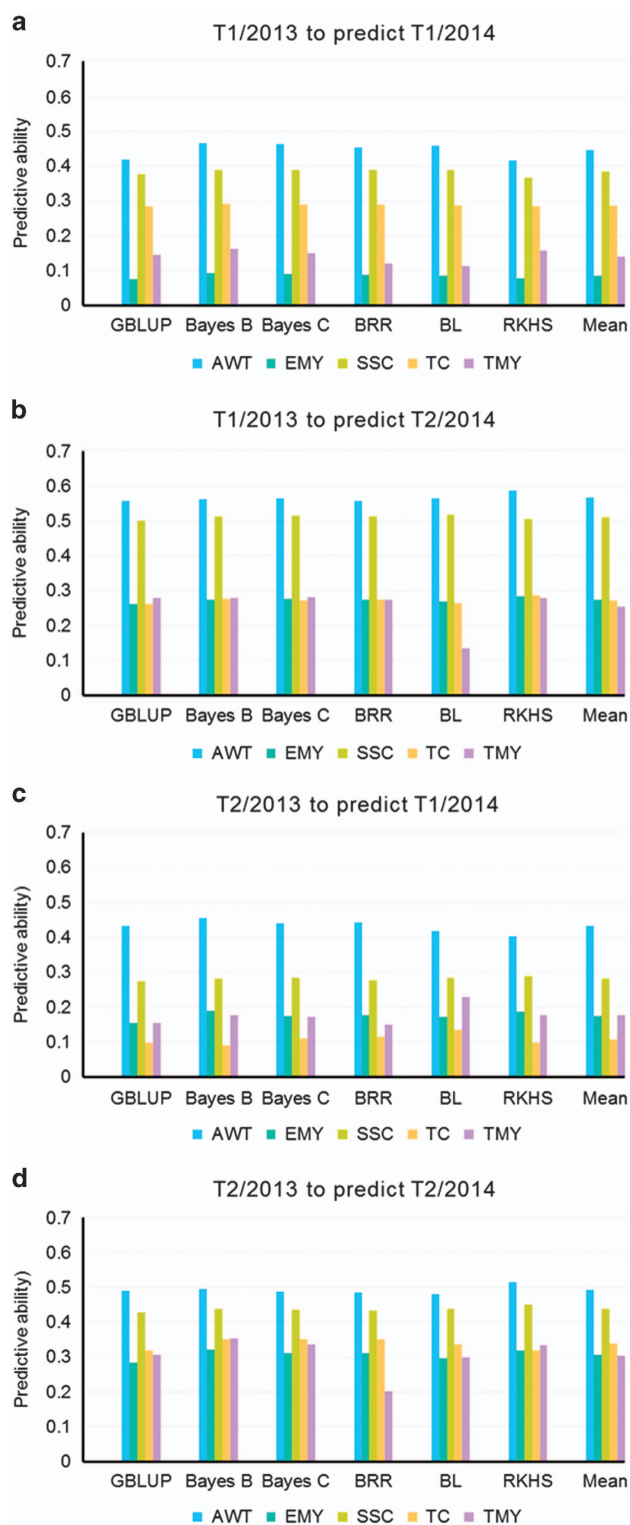 a
T1/2013 to predict T1/2014
Predictive ability
0.7
0.6
0.5
0.4
0.3
0.2
0.1
0
GBLUP Bayes B Bayes C BRR BL RKHS Mean
AWT EMY SSC TC TMY
b
T1/2013 to predict T2/2014
Predictive ability
0.7
0.6
0.5
0.4
0.3
0.2
0.1
0
GBLUP Bayes B Bayes C BRR BL RKHS Mean
AWT EMY SSC TC TMY
c
T2/2013 to predict T1/2014
Predictive ability)
0.7
0.6
0.5
0.4
0.3
0.2
0.1
0
GBLUP Bayes B Bayes C BRR BL RKHS Mean
AWT EMY SSC TC TMY
d
T2/2013 to predict T2/2014
Predictive ability)
0.7
0.6
0.5
0.4
0.3
0.2
0.1
0
GBLUP Bayes B Bayes C BRR BL RKHS Mean
AWT EMY SSC TC TMY